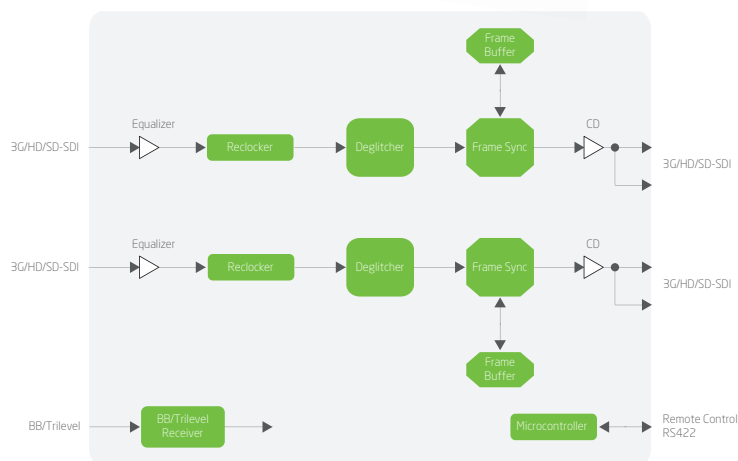 Frame
Buffer
Equalizer
CD
3G/HD/SD-SDI
Reclocker
Deglitcher
Frame Sync
3G/HD/SD-SDI
Equalizer
CD
3G/HD/SD-SDI
Reclocker
Deglitcher
Frame Sync
3G/HD/SD-SDI
Frame
Buffer
BB/Trilevel
BB/Trilevel
Receiver
Microcontroller
Remote Control
RS422